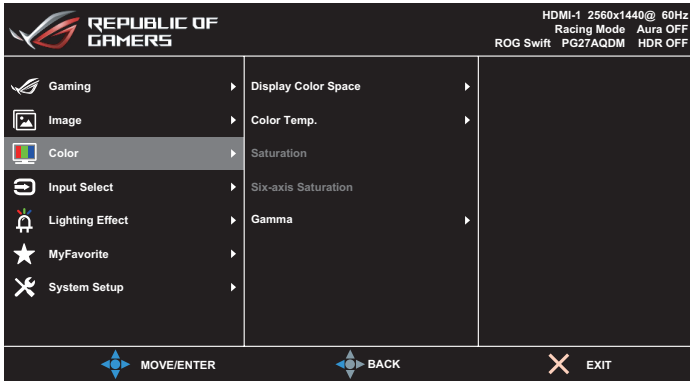 REPUBLIC OF
GAMERS
HDMI-1 2560x1440@ 60Hz
Racing Mode Aura OFF
ROG Swift PG27AQDM HDR OFF
Gaming
Image
Color
Input Select
Lighting Effect
MyFavorite
System Setup
Display Color Space
Color Temp.
Saturation
Six-axis Saturation
Gamma
MOVE/ENTER
BACK
EXIT